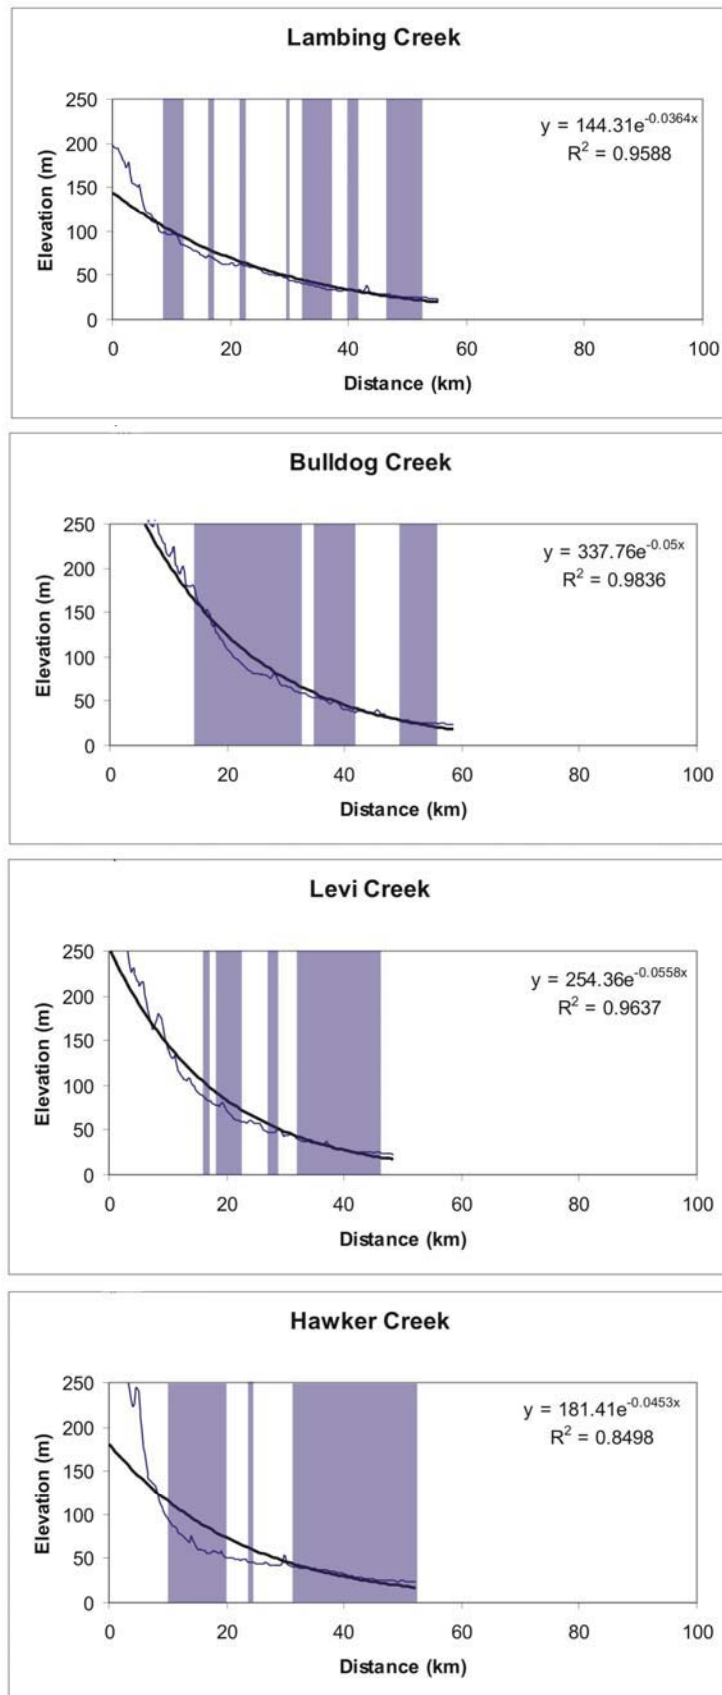 Lambing Creek
250
y = 144.31e^-0.0364x
200
R² = 0.9588
150
100
50
0
Elevation (m)
0 20 40 60 80 100
Distance (km)
Bulldog Creek
250
y = 337.76e^-0.05x
200
R² = 0.9836
150
100
50
0
Elevation (m)
0 20 40 60 80 100
Distance (km)
Levi Creek
250
y = 254.36e^-0.0558x
200
R² = 0.9637
150
100
50
0
Elevation (m)
0 20 40 60 80 100
Distance (km)
Hawker Creek
250
y = 181.41e^-0.0453x
200
R² = 0.8498
150
100
50
0
Elevation (m)
0 20 40 60 80 100
Distance (km)